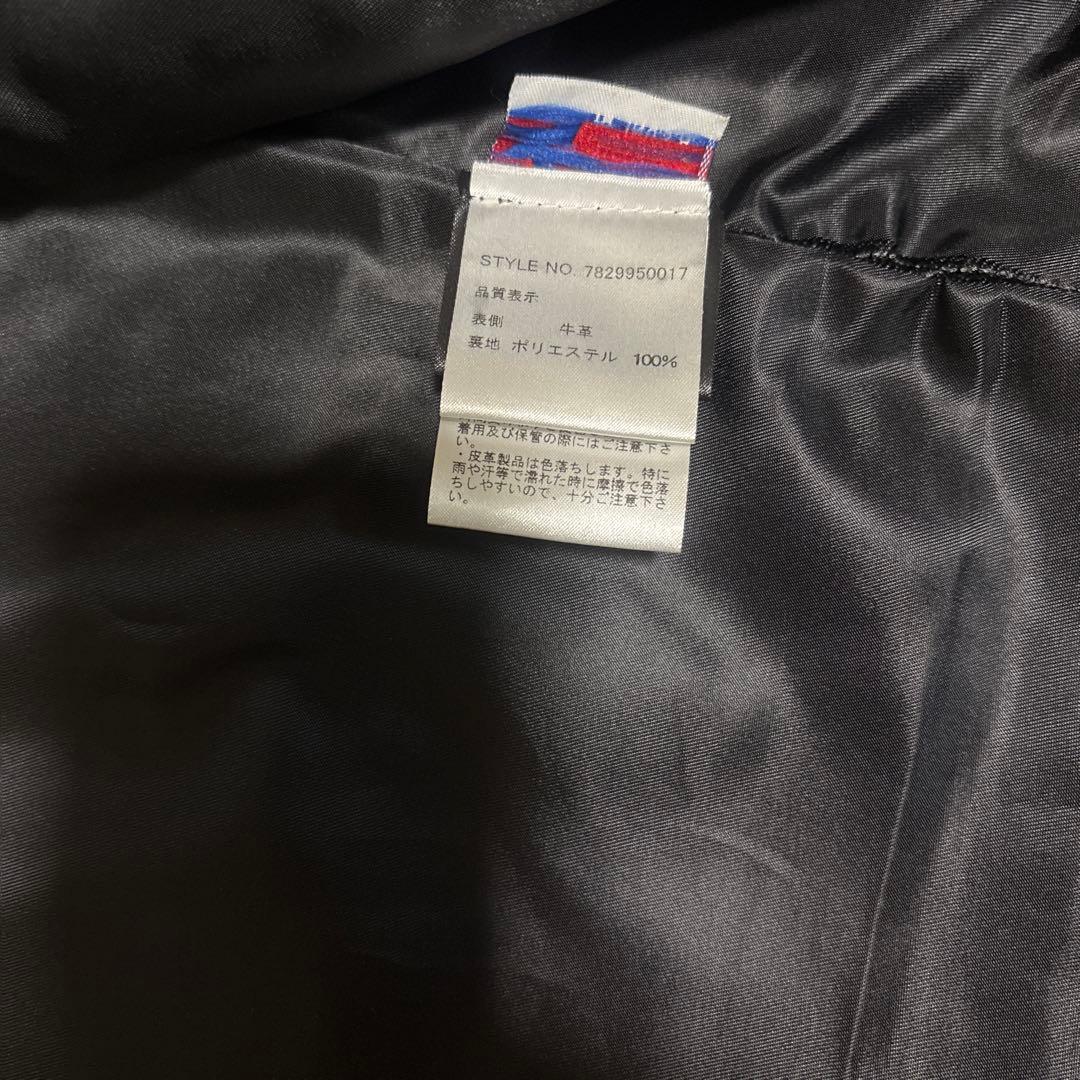 STYLE NO. 7829950017
品質表示
表側 牛革
裏地 ポリエステル 100%
着用及び保管の際にはご注意下さ
い。
・皮革製品は色落ちします。特に
雨や汗等で濡れた時に摩擦で色落
ちしやすいので、十分ご注意下さ
い。